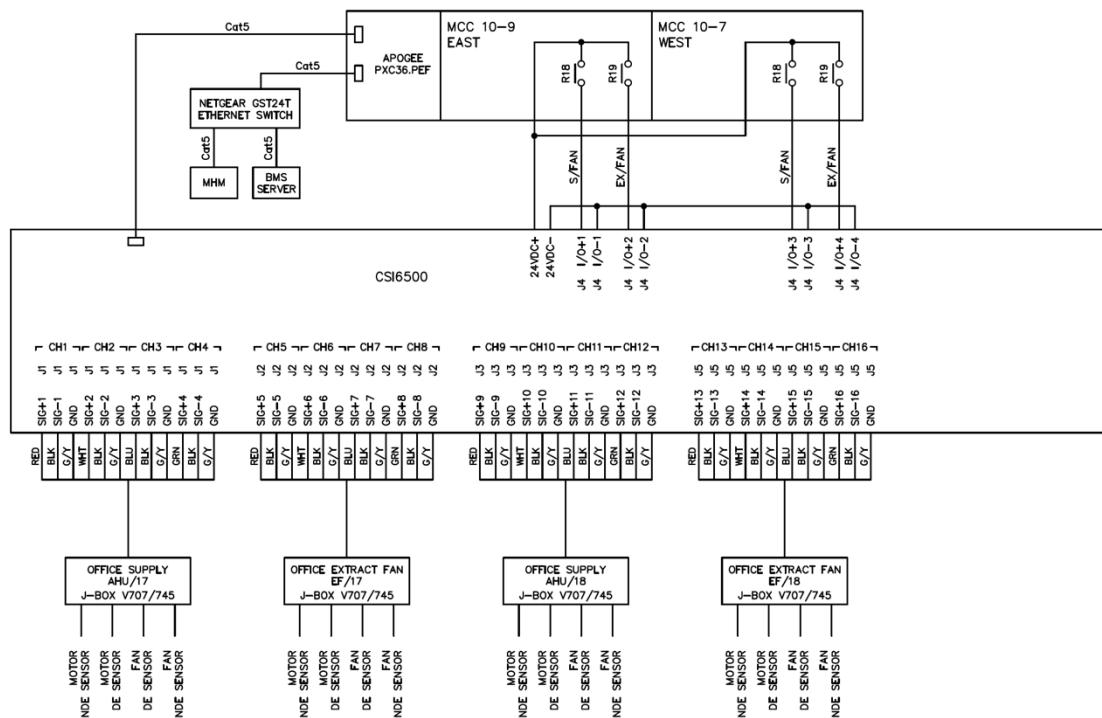 Cat5
Cat5
APOGEE
PXC36.PEF
MCC 10-9
EAST
MCC 10-7
WEST
R18
R19
R18
R19
NETGEAR GST24T
ETHERNET SWITCH
Cat5
Cat5
MHM
BMS
SERVER
S/FAN
EX/FAN
S/FAN
EX/FAN
24VDC+
24VDC-
J4 I/O+1
J4 I/O-1
J4 I/O+2
J4 I/O-2
J4 I/O+3
J4 I/O-3
J4 I/O+4
J4 I/O-4
CSI6500
CH1 CH2 CH3 CH4
J1 J1 J1 J1 J1 J1 J1 J1 J1 J1 J1 J1
SIG+1 SIG-1 GND SIG+2 SIG-2 GND SIG+3 SIG-3 GND SIG+4 SIG-4 GND
RED BLK G/Y WHT BLK G/Y BLU BLK G/Y GRN BLK G/Y
CH5 CH6 CH7 CH8
J2 J2 J2 J2 J2 J2 J2 J2 J2 J2 J2 J2
SIG+5 SIG-5 GND SIG+6 SIG-6 GND SIG+7 SIG-7 GND SIG+8 SIG-8 GND
RED BLK G/Y WHT BLK G/Y BLU BLK G/Y GRN BLK G/Y
CH9 CH10 CH11 CH12
J3 J3 J3 J3 J3 J3 J3 J3 J3 J3 J3 J3
SIG+9 SIG-9 GND SIG+10 SIG-10 GND SIG+11 SIG-11 GND SIG+12 SIG-12 GND
RED BLK G/Y WHT BLK G/Y BLU BLK G/Y GRN BLK G/Y
CH13 CH14 CH15 CH16
J5 J5 J5 J5 J5 J5 J5 J5 J5 J5 J5 J5
SIG+13 SIG-13 GND SIG+14 SIG-14 GND SIG+15 SIG-15 GND SIG+16 SIG-16 GND
RED BLK G/Y WHT BLK G/Y BLU BLK G/Y GRN BLK G/Y
OFFICE SUPPLY
AHU/17
J-BOX V707/745
OFFICE EXTRACT FAN
EF/17
J-BOX V707/745
OFFICE SUPPLY
AHU/18
J-BOX V707/745
OFFICE EXTRACT FAN
EF/18
J-BOX V707/745
MOTOR
NDE SENSOR
MOTOR
DE SENSOR
FAN
DE SENSOR
FAN
NDE SENSOR
MOTOR
NDE SENSOR
MOTOR
DE SENSOR
FAN
DE SENSOR
FAN
NDE SENSOR
MOTOR
NDE SENSOR
MOTOR
DE SENSOR
FAN
DE SENSOR
FAN
NDE SENSOR
MOTOR
NDE SENSOR
MOTOR
DE SENSOR
FAN
DE SENSOR
FAN
NDE SENSOR